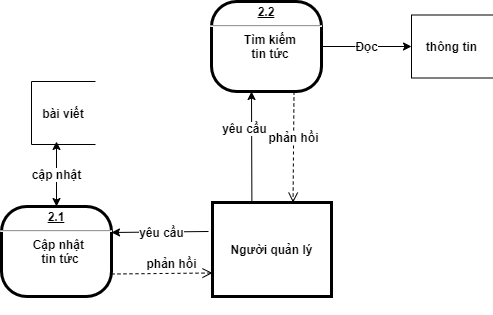 2.2
Tìm kiếm
tin tức
Đọc
thông tin
bài viết
yêu cầu
phản hồi
cập nhật
2.1
Cập nhật
tin tức
yêu cầu
phản hồi
Người quản lý